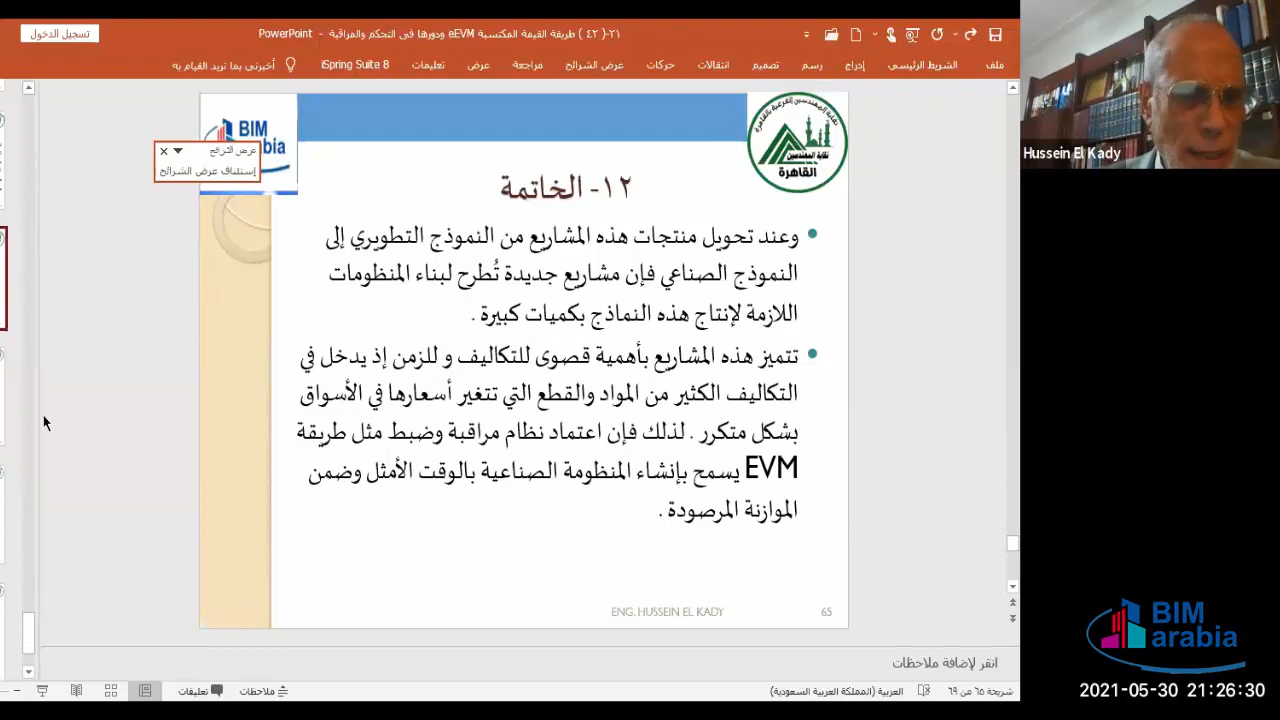 تسجيل الدخول
٢١-( ٤٢ ) طريقة القيمة المكتسبة eEVM ودورها فى التحكم والمراقبة - PowerPoint
ملف الشريط الرئيسي إدراج رسم تصميم انتقالات حركات عرض الشرائح مراجعة عرض تعليمات iSpring Suite 8 أخبرني بما تريد القيام به
Hussein El Kady
BIM
نقابة المهندسين الفرعية بالقاهرة
نقابة المهندسين
القاهرة
عرض الشرائح
إستئناف عرض الشرائح
١٢- الخاتمة
وعند تحويل منتجات هذه المشاريع من النموذج التطويري إلى
النموذج الصناعي فإن مشاريع جديدة تُطرح لبناء المنظومات
اللازمة لإنتاج هذه النماذج بكميات كبيرة .
تتميز هذه المشاريع بأهمية قصوى للتكاليف و للزمن إذ يدخل في
التكاليف الكثير من المواد والقطع التي تتغير أسعارها في الأسواق
بشكل متكرر . لذلك فإن اعتماد نظام مراقبة وضبط مثل طريقة
EVM يسمح بإنشاء المنظومة الصناعية بالوقت الأمثل وضمن
الموازنة المرصودة .
ENG. HUSSEIN EL KADY
65
انقر لإضافة ملاحظات
شريحة ٦٥ من ٦٩
العربية (المملكة العربية السعودية)
ملاحظات
تعليقات
BIM
arabia
2021-05-30 21:26:30